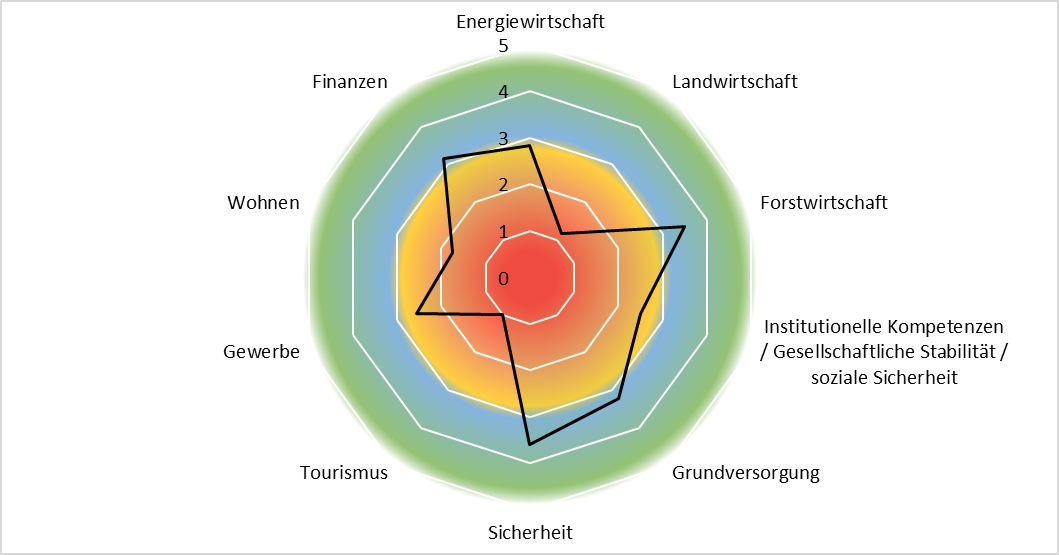 Energiewirtschaft
5
Finanzen
Landwirtschaft
4
3
2
Wohnen
Forstwirtschaft
1
0
Institutionelle Kompetenzen
/ Gesellschaftliche Stabilität /
soziale Sicherheit
Gewerbe
Tourismus
Grundversorgung
Sicherheit